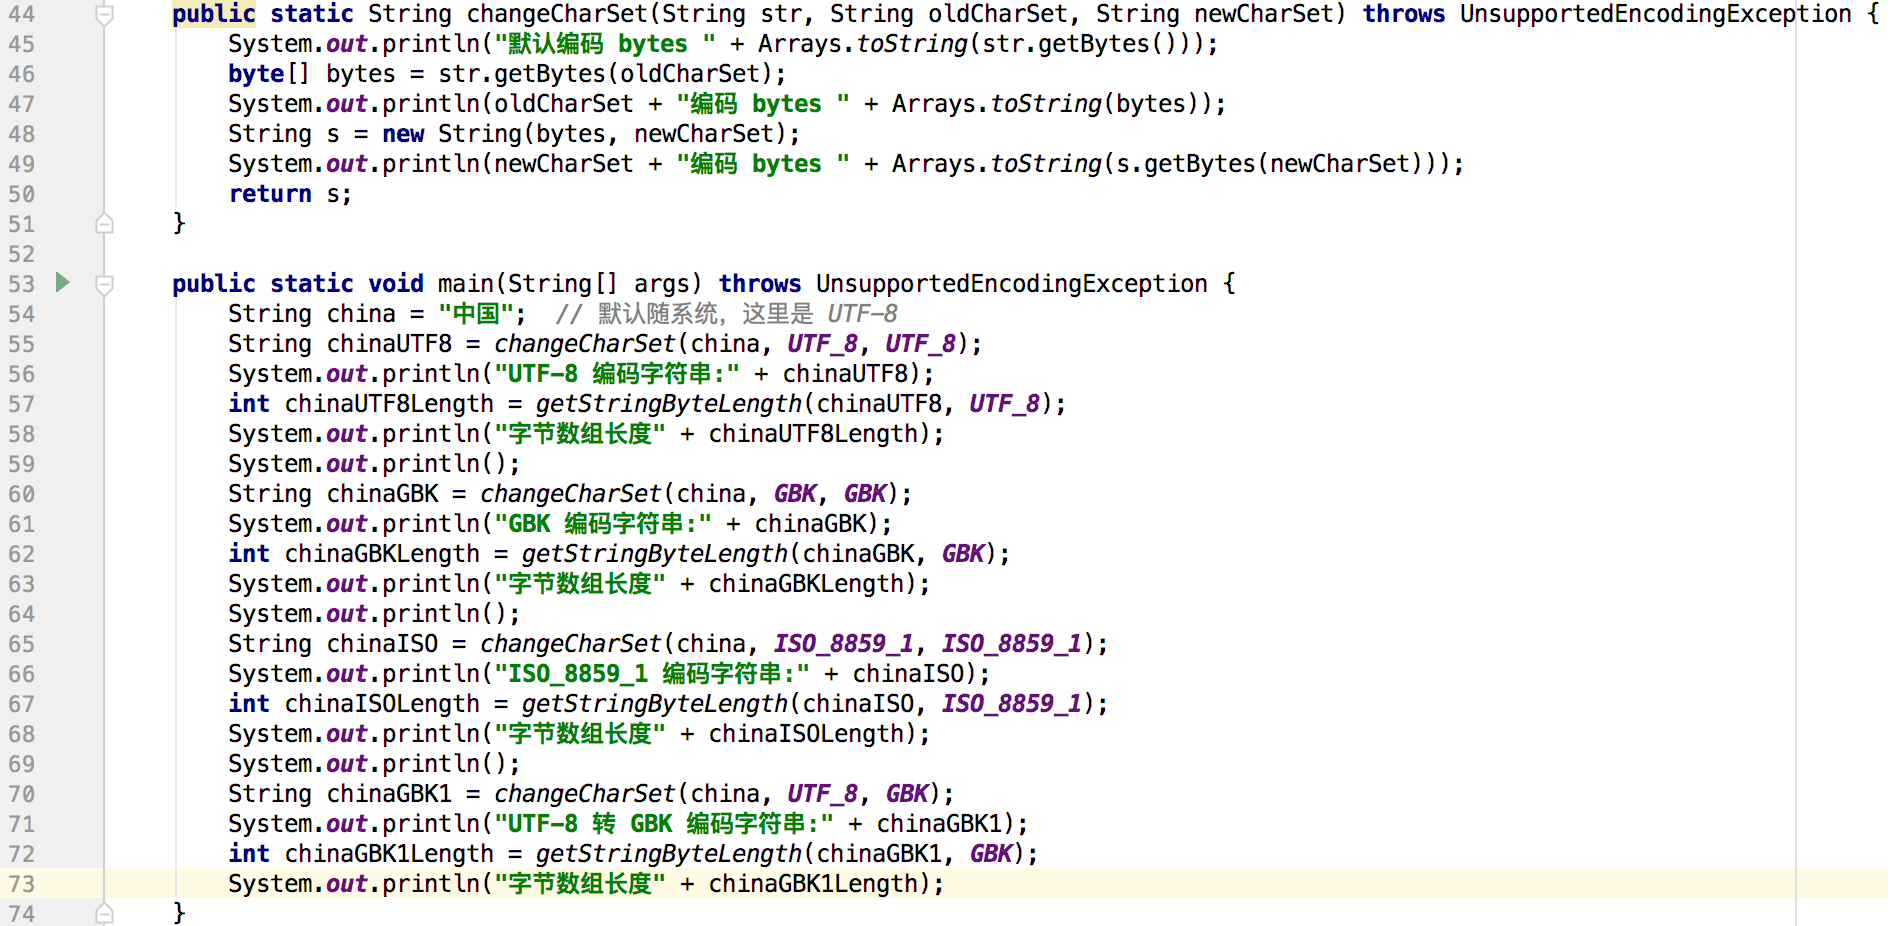 44 public static String changeCharSet(String str, String oldCharSet, String newCharSet) throws UnsupportedEncodingException {
45 System.out.println("默认编码 bytes " + Arrays.toString(str.getBytes()));
46 byte[] bytes = str.getBytes(oldCharSet);
47 System.out.println(oldCharSet + "编码 bytes " + Arrays.toString(bytes));
48 String s = new String(bytes, newCharSet);
49 System.out.println(newCharSet + "编码 bytes " + Arrays.toString(s.getBytes(newCharSet)));
50 return s;
51 }
52
53 public static void main(String[] args) throws UnsupportedEncodingException {
54 String china = "中国"; // 默认随系统，这里是 UTF-8
55 String chinaUTF8 = changeCharSet(china, UTF_8, UTF_8);
56 System.out.println("UTF-8 编码字符串:" + chinaUTF8);
57 int chinaUTF8Length = getStringByteLength(chinaUTF8, UTF_8);
58 System.out.println("字节数组长度" + chinaUTF8Length);
59 System.out.println();
60 String chinaGBK = changeCharSet(china, GBK, GBK);
61 System.out.println("GBK 编码字符串:" + chinaGBK);
62 int chinaGBKLength = getStringByteLength(chinaGBK, GBK);
63 System.out.println("字节数组长度" + chinaGBKLength);
64 System.out.println();
65 String chinaISO = changeCharSet(china, ISO_8859_1, ISO_8859_1);
66 System.out.println("ISO_8859_1 编码字符串:" + chinaISO);
67 int chinaISOLength = getStringByteLength(chinaISO, ISO_8859_1);
68 System.out.println("字节数组长度" + chinaISOLength);
69 System.out.println();
70 String chinaGBK1 = changeCharSet(china, UTF_8, GBK);
71 System.out.println("UTF-8 转 GBK 编码字符串:" + chinaGBK1);
72 int chinaGBK1Length = getStringByteLength(chinaGBK1, GBK);
73 System.out.println("字节数组长度" + chinaGBK1Length);
74 }